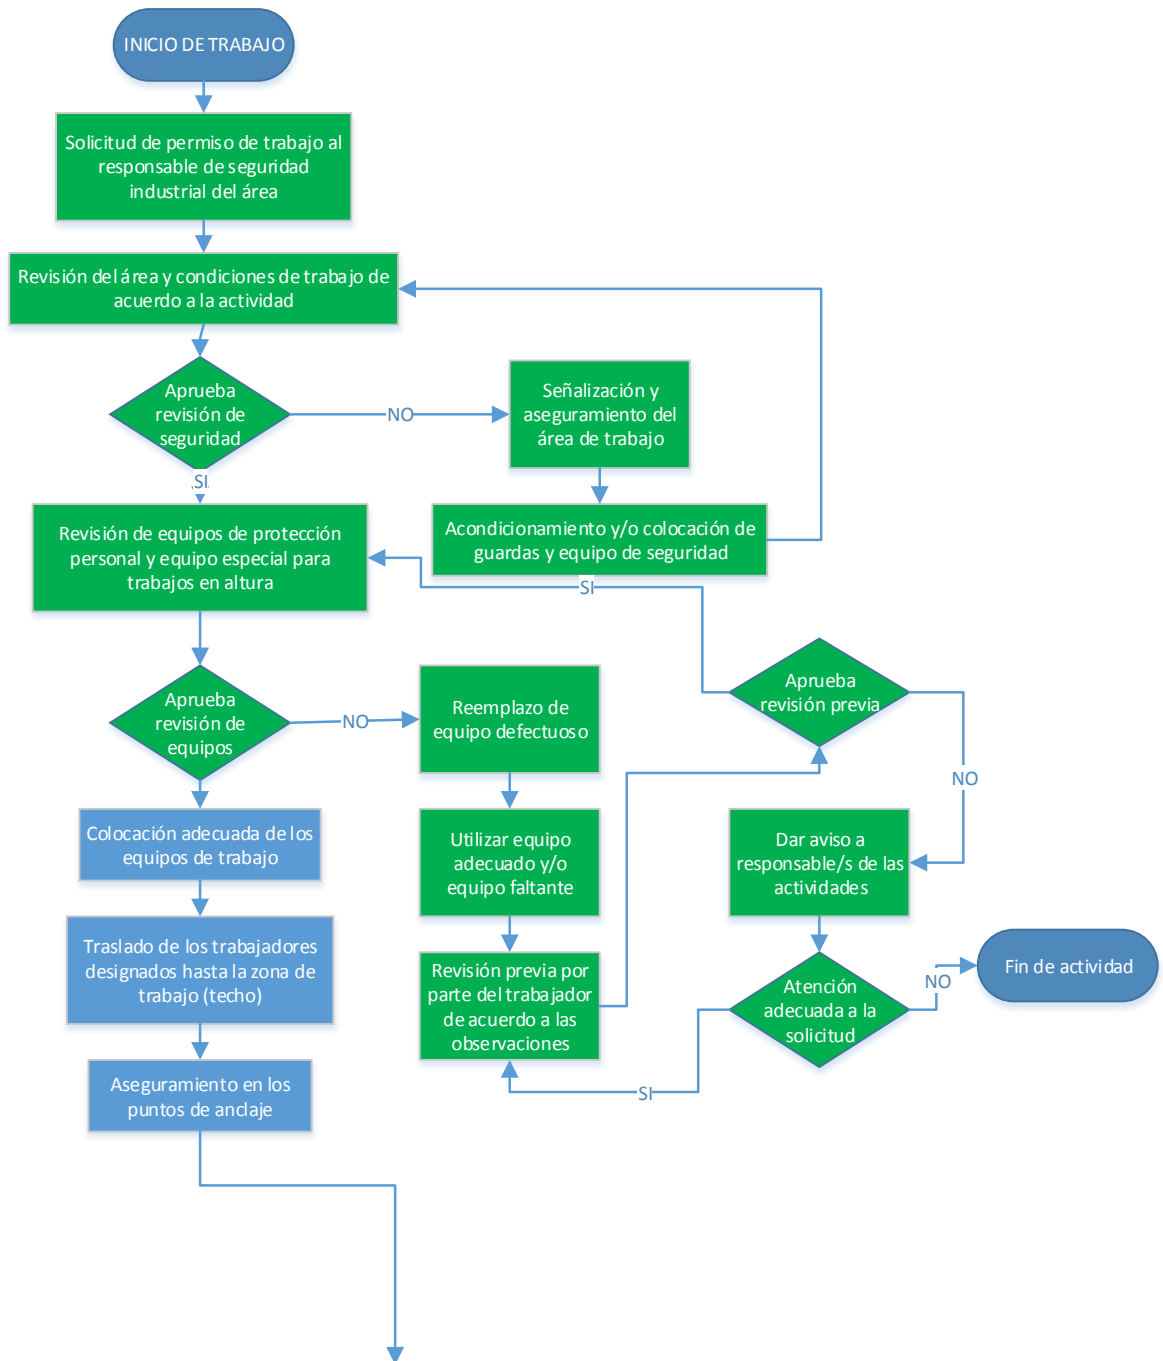 INICIO DE TRABAJO
Solicitud de permiso de trabajo al
responsable de seguridad
industrial del área
Revisión del área y condiciones de trabajo de
acuerdo a la actividad
Aprueba
revisión de
seguridad
NO
Señalización y
aseguramiento del
área de trabajo
SI
Revisión de equipos de protección
personal y equipo especial para
trabajos en altura
Acondicionamiento y/o colocación de
guardas y equipo de seguridad
SI
Aprueba
revisión de
equipos
NO
Reemplazo de
equipo defectuoso
Aprueba
revisión previa
NO
Colocación adecuada de los
equipos de trabajo
Utilizar equipo
adecuado y/o
equipo faltante
Dar aviso a
responsable/s de las
actividades
Traslado de los trabajadores
designados hasta la zona de
trabajo (techo)
Revisión previa por
parte del trabajador
de acuerdo a las
observaciones
Atención
adecuada a la
solicitud
NO
Fin de actividad
SI
Aseguramiento en los
puntos de anclaje